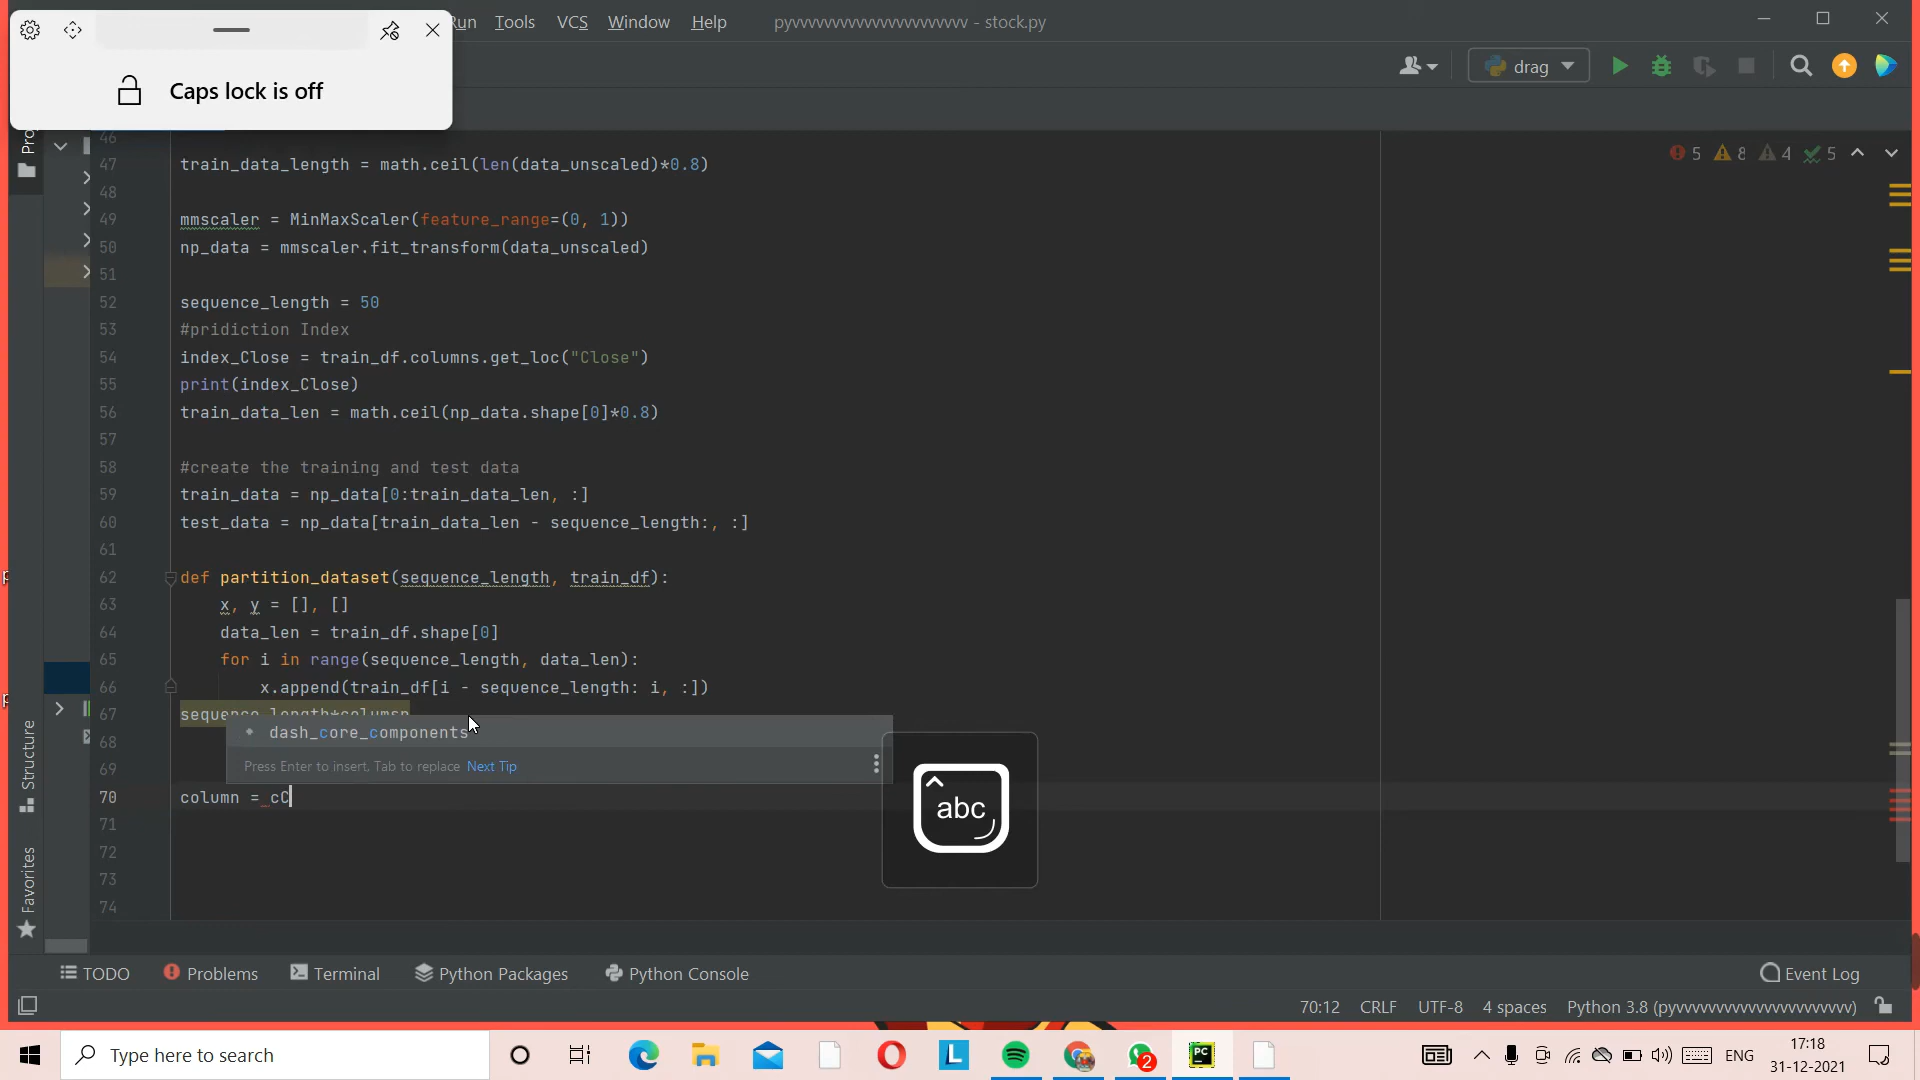 Run Tools VCS Window Help pyvvvvvvvvvvvvvvvvvvvvv - stock.py
Caps lock is off
drag
5 8 4 5
46
47 train_data_length = math.ceil(len(data_unscaled)*0.8)
48
49 mmscaler = MinMaxScaler(feature_range=(0, 1))
50 np_data = mmscaler.fit_transform(data_unscaled)
51
52 sequence_length = 50
53 #pridiction Index
54 index_Close = train_df.columns.get_loc("Close")
55 print(index_Close)
56 train_data_len = math.ceil(np_data.shape[0]*0.8)
57
58 #create the training and test data
59 train_data = np_data[0:train_data_len, :]
60 test_data = np_data[train_data_len - sequence_length:, :]
61
62 def partition_dataset(sequence_length, train_df):
63 x, y = [], []
64 data_len = train_df.shape[0]
65 for i in range(sequence_length, data_len):
66 x.append(train_df[i - sequence_length: i, :])
67 sequence_length*columsn
68 dash_core_components
69 Press Enter to insert, Tab to replace Next Tip
70 column = cC
71
72
73
74
abc
Structure
Favorites
TODO Problems Terminal Python Packages Python Console Event Log
70:12 CRLF UTF-8 4 spaces Python 3.8 (pyvvvvvvvvvvvvvvvvvvvvv)
Type here to search
2
ENG
17:18
31-12-2021